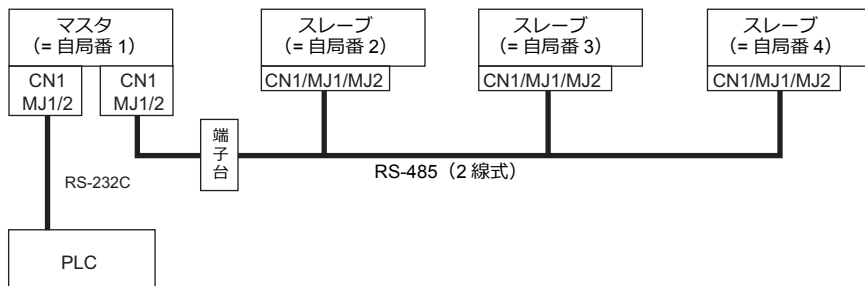 マスタ
(= 自局番 1)
スレーブ
(= 自局番 2)
スレーブ
(= 自局番 3)
スレーブ
(= 自局番 4)
CN1
MJ1/2
CN1
MJ1/2
CN1/MJ1/MJ2
CN1/MJ1/MJ2
CN1/MJ1/MJ2
端子台
RS-485（2 線式）
RS-232C
PLC